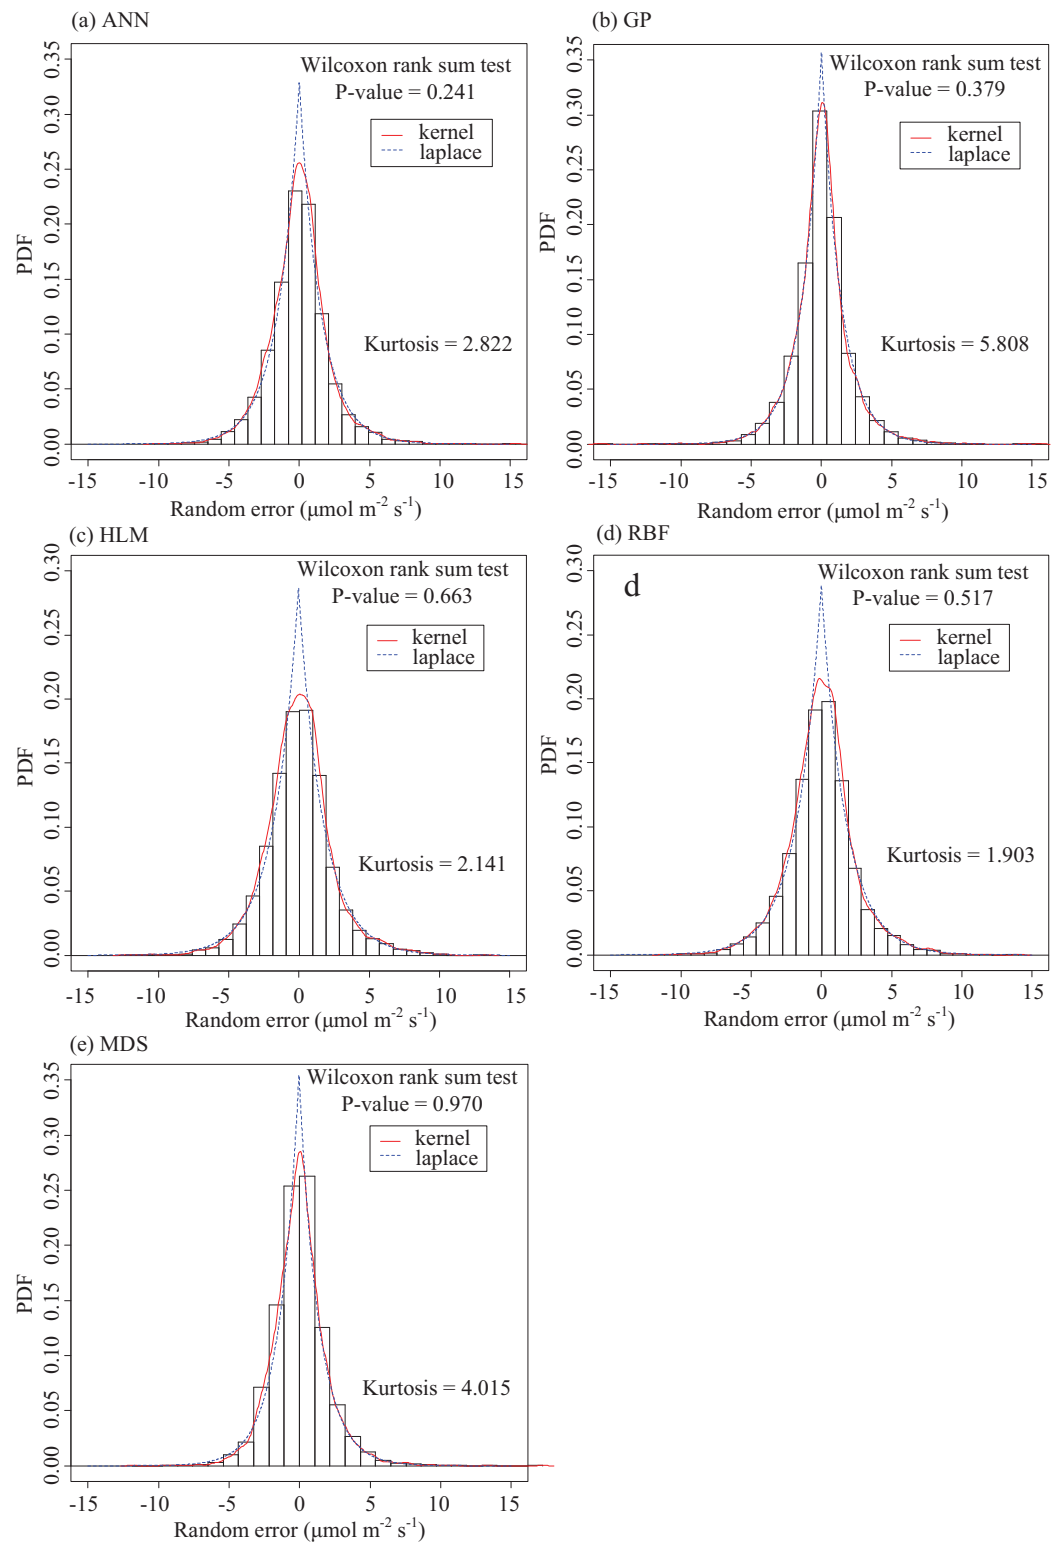 (a) ANN
Wilcoxon rank sum test
P-value = 0.241
kernel
laplace
Kurtosis = 2.822
PDF
0.35
0.30
0.25
0.20
0.15
0.10
0.05
0.00
-15 -10 -5 0 5 10 15
Random error (μmol m⁻² s⁻¹)
(b) GP
Wilcoxon rank sum test
P-value = 0.379
kernel
laplace
Kurtosis = 5.808
PDF
0.35
0.30
0.25
0.20
0.15
0.10
0.05
0.00
-15 -10 -5 0 5 10 15
Random error (μmol m⁻² s⁻¹)
(c) HLM
Wilcoxon rank sum test
P-value = 0.663
kernel
laplace
Kurtosis = 2.141
PDF
0.30
0.25
0.20
0.15
0.10
0.05
0.00
-15 -10 -5 0 5 10 15
Random error (μmol m⁻² s⁻¹)
(d) RBF
d
Wilcoxon rank sum test
P-value = 0.517
kernel
laplace
Kurtosis = 1.903
PDF
0.30
0.25
0.20
0.15
0.10
0.05
0.00
-15 -10 -5 0 5 10 15
Random error (μmol m⁻² s⁻¹)
(e) MDS
Wilcoxon rank sum test
P-value = 0.970
kernel
laplace
Kurtosis = 4.015
PDF
0.35
0.30
0.25
0.20
0.15
0.10
0.05
0.00
-15 -10 -5 0 5 10 15
Random error (μmol m⁻² s⁻¹)